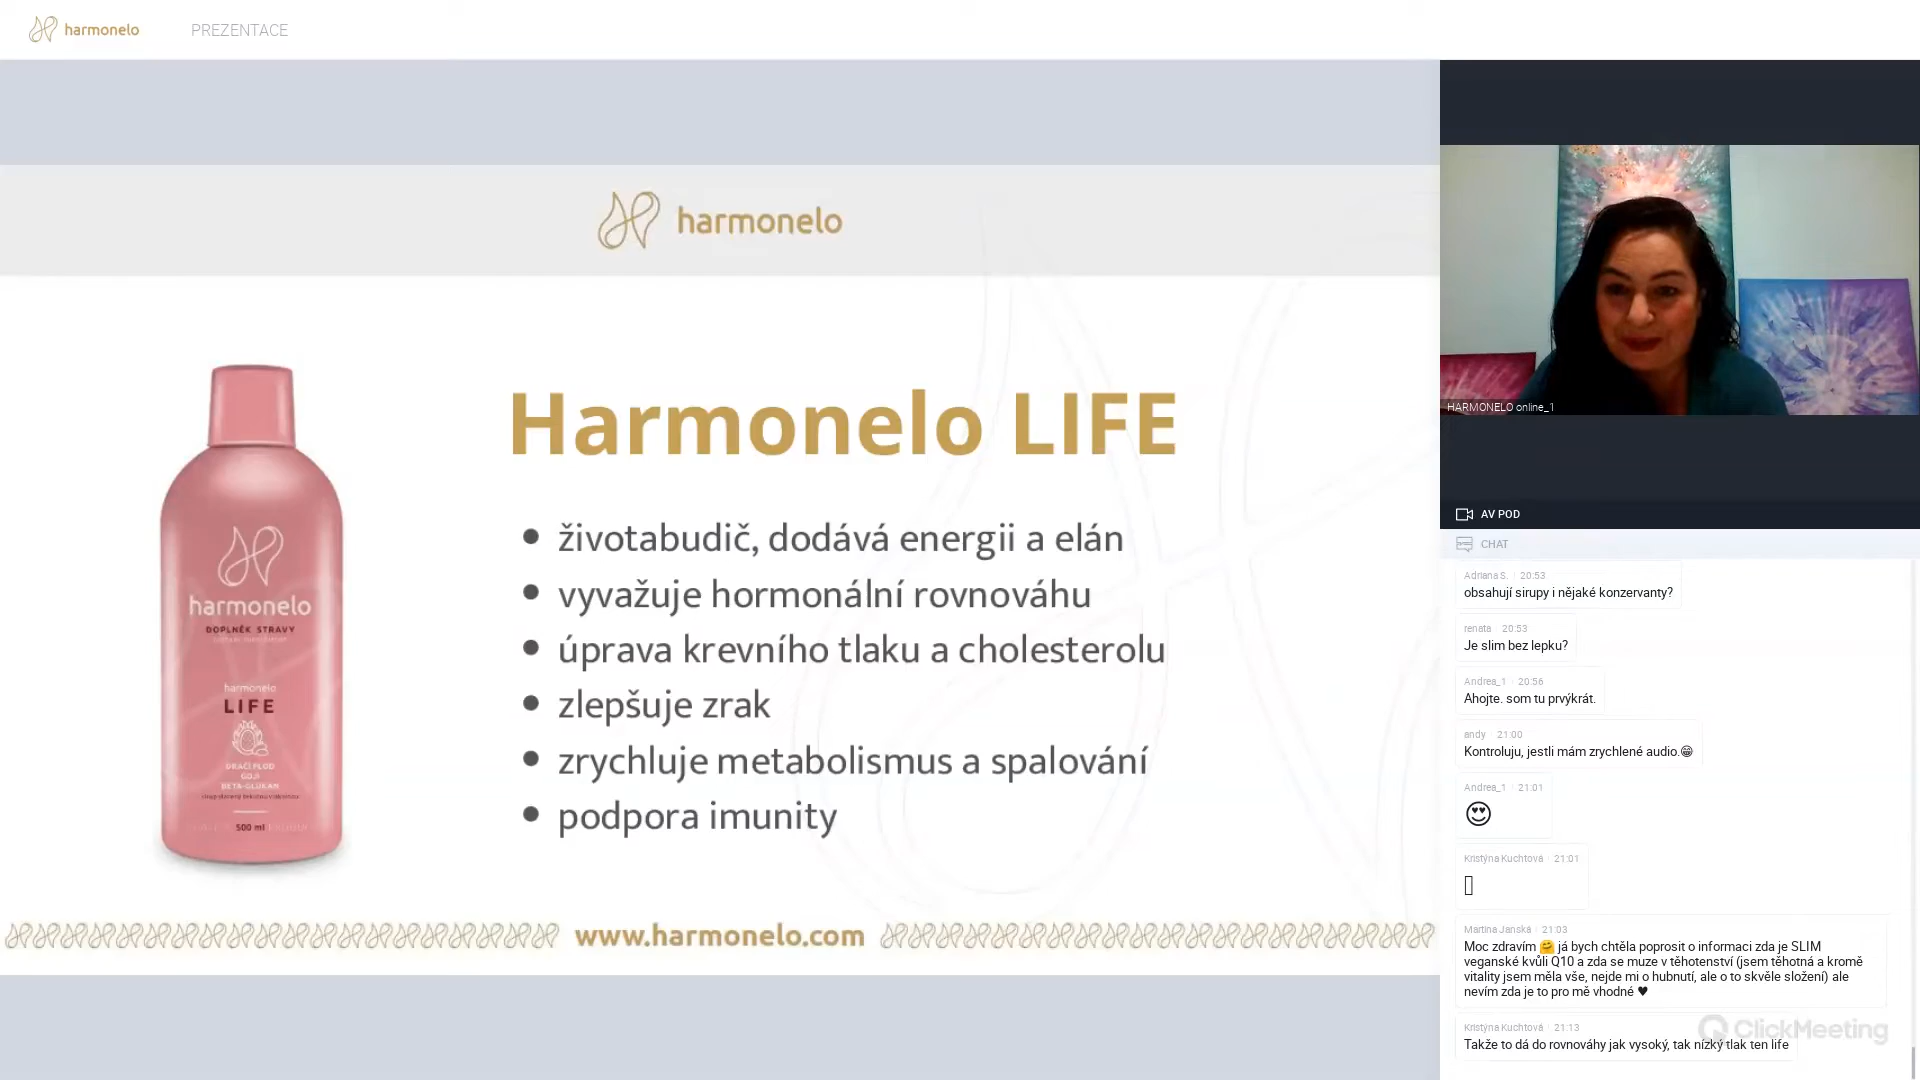 harmonelo
PREZENTACE
harmonelo
Harmonelo LIFE
• životabudič, dodává energii a elán
• vyvažuje hormonální rovnováhu
• úprava krevního tlaku a cholesterolu
• zlepšuje zrak
• zrychluje metabolismus a spalování
• podpora imunity
harmonelo
DOPLNĚK STRAVY
harmonelo
LIFE
DRAČÍ PLOD
GOJI
BETA-GLUKAN
500 ml
www.harmonelo.com
HARMONELO online_1
AV POD
CHAT
Adriana S. · 20:53
obsahují sirupy i nějaké konzervanty?
renata · 20:53
Je slim bez lepku?
Andrea_1 · 20:56
Ahojte. som tu prvýkrát.
andy · 21:00
Kontroluju, jestli mám zrychlené audio.😁
Andrea_1 · 21:01
😍
Kristýna Kuchtová · 21:01
Martina Janská · 21:03
Moc zdravím 🤗 já bych chtěla poprosit o informaci zda je SLIM
veganské kvůli Q10 a zda se muze v těhotenství (jsem těhotná a kromě
vitality jsem měla vše, nejde mi o hubnutí, ale o to skvěle složení) ale
nevím zda je to pro mě vhodné ♥
Kristýna Kuchtová · 21:13
Takže to dá do rovnováhy jak vysoký, tak nízký tlak ten life
ClickMeeting